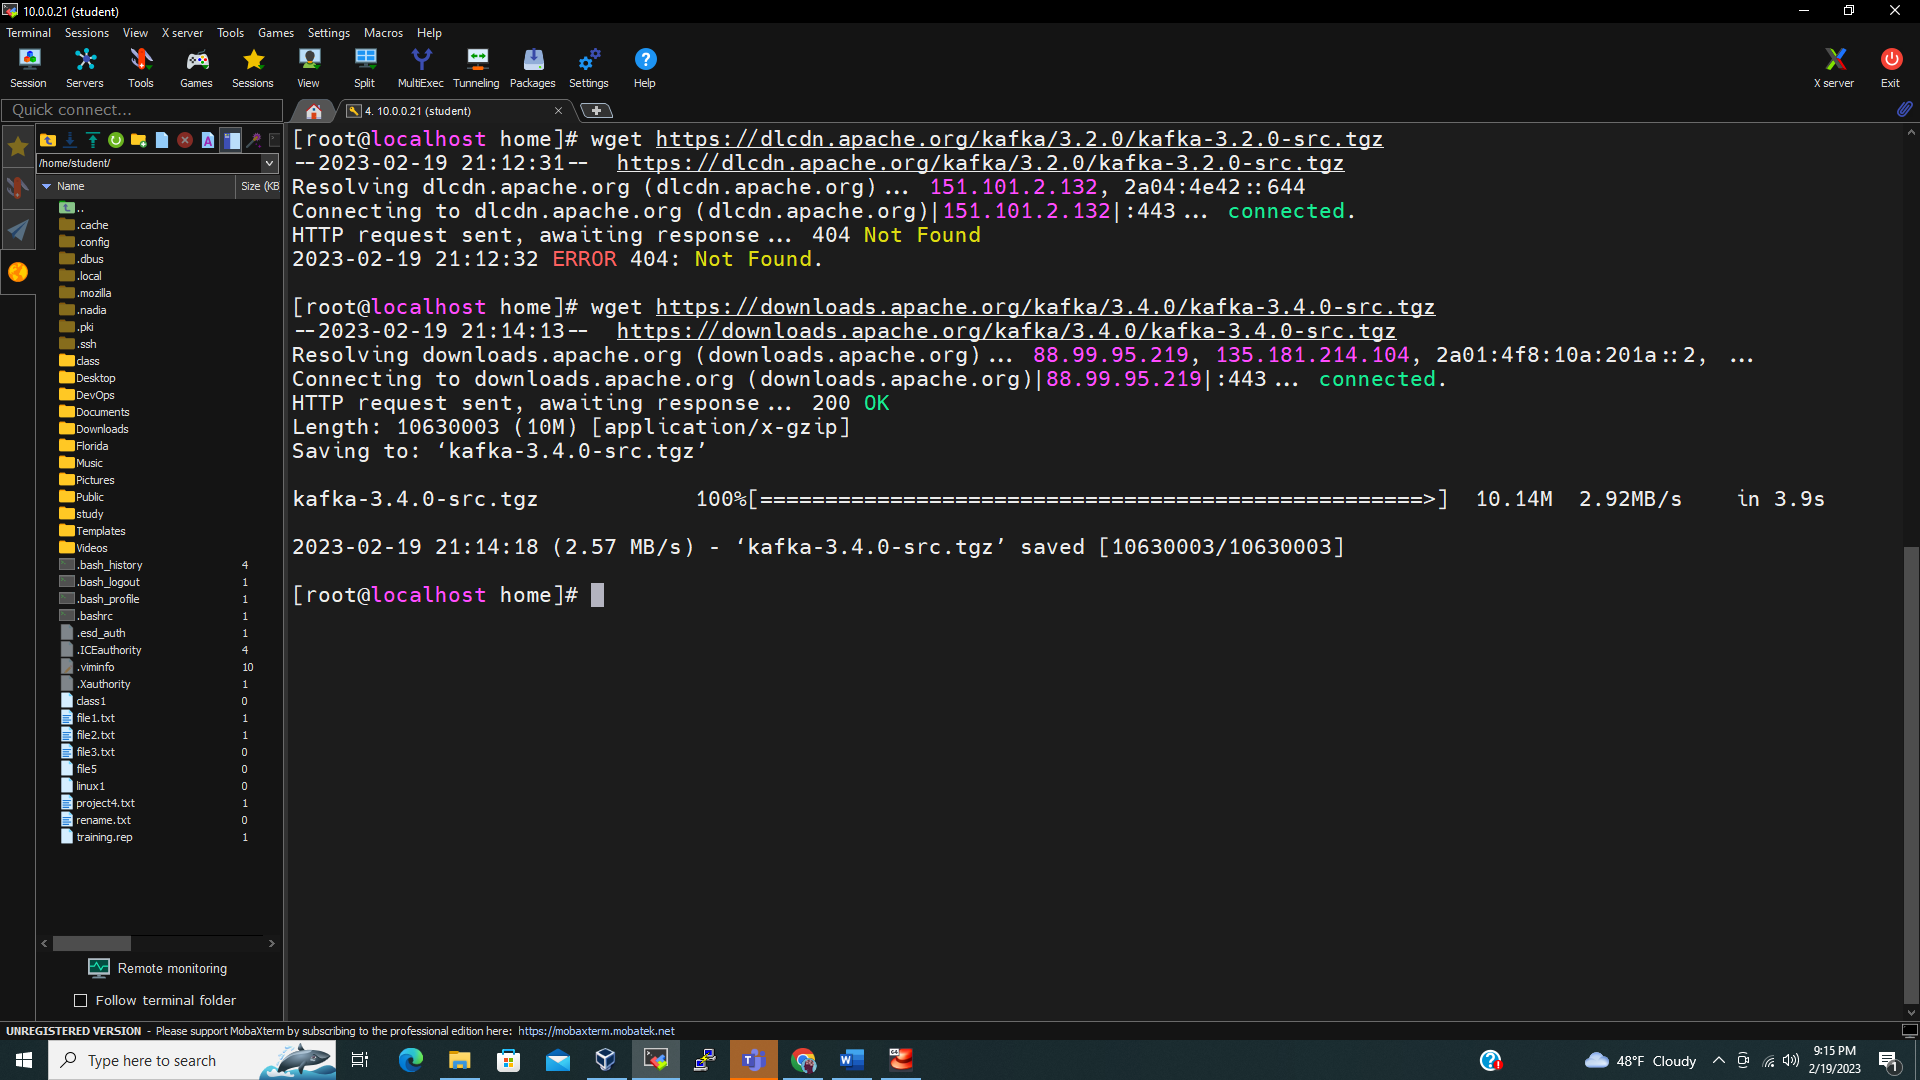 10.0.0.21 (student)
Terminal Sessions View X server Tools Games Settings Macros Help
Session Servers Tools Games Sessions View Split MultiExec Tunneling Packages Settings Help X server Exit
Quick connect...
4. 10.0.0.21 (student)
/home/student/
Name Size (KB
..
.cache
.config
.dbus
.local
.mozilla
.nadia
.pki
.ssh
class
Desktop
DevOps
Documents
Downloads
Florida
Music
Pictures
Public
study
Templates
Videos
.bash_history 4
.bash_logout 1
.bash_profile 1
.bashrc 1
.esd_auth 1
.ICEauthority 4
.viminfo 10
.Xauthority 1
class1 0
file1.txt 1
file2.txt 1
file3.txt 0
file5 0
linux1 0
project4.txt 1
rename.txt 0
training.rep 1
Remote monitoring
Follow terminal folder
[root@localhost home]# wget https://dlcdn.apache.org/kafka/3.2.0/kafka-3.2.0-src.tgz
--2023-02-19 21:12:31-- https://dlcdn.apache.org/kafka/3.2.0/kafka-3.2.0-src.tgz
Resolving dlcdn.apache.org (dlcdn.apache.org)... 151.101.2.132, 2a04:4e42::644
Connecting to dlcdn.apache.org (dlcdn.apache.org)|151.101.2.132|:443... connected.
HTTP request sent, awaiting response... 404 Not Found
2023-02-19 21:12:32 ERROR 404: Not Found.
[root@localhost home]# wget https://downloads.apache.org/kafka/3.4.0/kafka-3.4.0-src.tgz
--2023-02-19 21:14:13-- https://downloads.apache.org/kafka/3.4.0/kafka-3.4.0-src.tgz
Resolving downloads.apache.org (downloads.apache.org)... 88.99.95.219, 135.181.214.104, 2a01:4f8:10a:201a::2, ...
Connecting to downloads.apache.org (downloads.apache.org)|88.99.95.219|:443... connected.
HTTP request sent, awaiting response... 200 OK
Length: 10630003 (10M) [application/x-gzip]
Saving to: ‘kafka-3.4.0-src.tgz’
kafka-3.4.0-src.tgz 100%[===================================================>] 10.14M 2.92MB/s in 3.9s
2023-02-19 21:14:18 (2.57 MB/s) - ‘kafka-3.4.0-src.tgz’ saved [10630003/10630003]
[root@localhost home]#
UNREGISTERED VERSION - Please support MobaXterm by subscribing to the professional edition here: https://mobaxterm.mobatek.net
Type here to search
48°F Cloudy
9:15 PM
2/19/2023
1